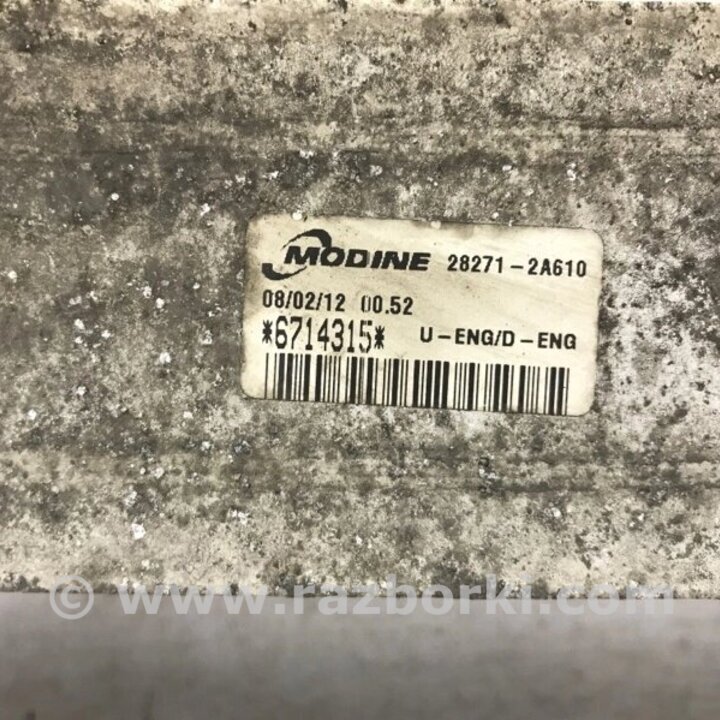 MODINE 28271-2A610
08/02/12 00.52
*6714315* U-ENG/D-ENG
© www.razborki.com